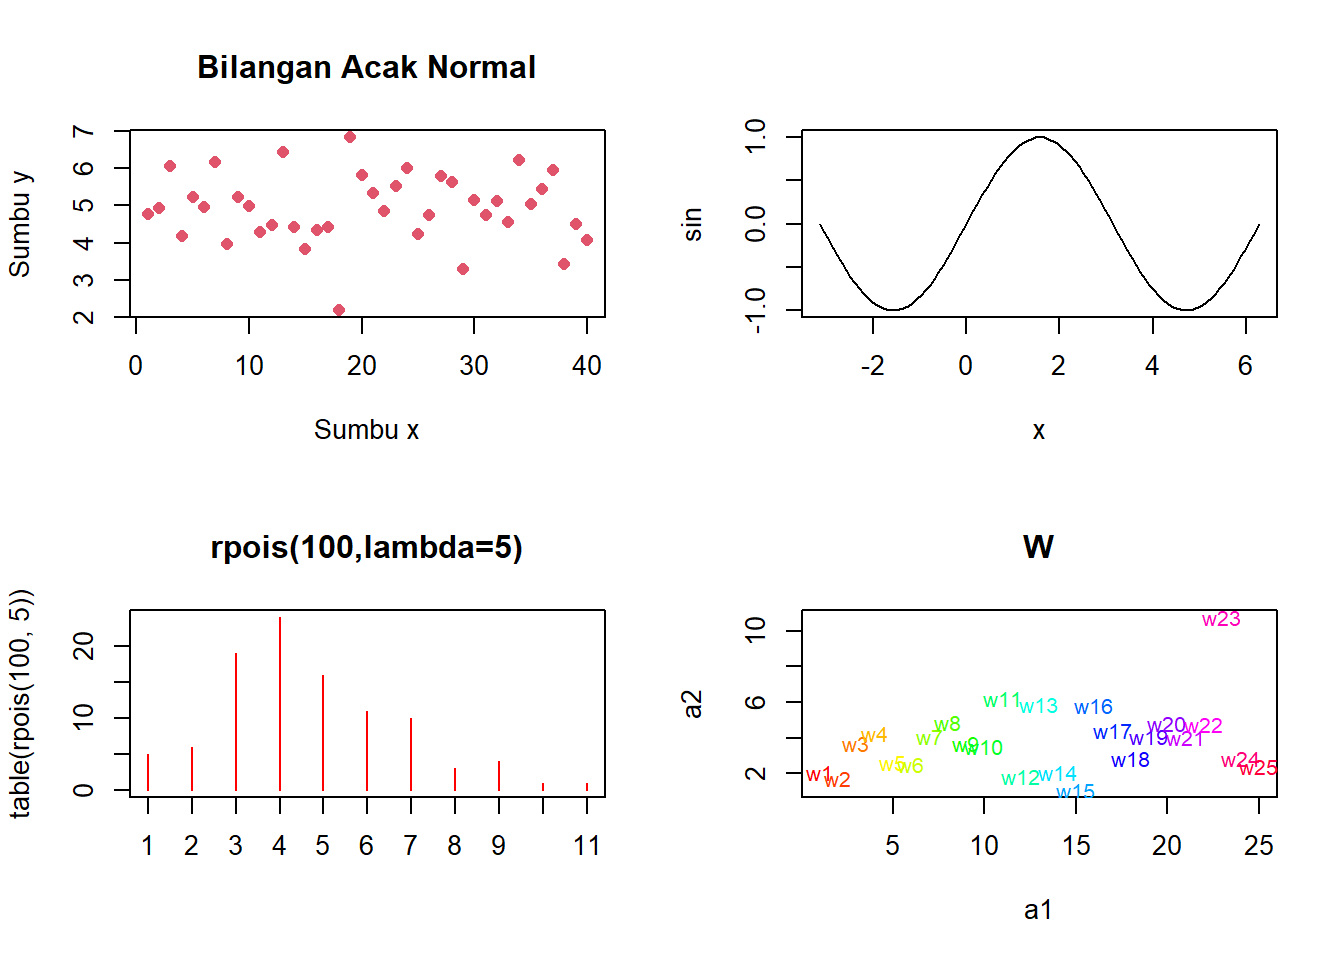 Bilangan Acak Normal
Sumbu y
7
6
5
4
3
2
0 10 20 30 40
Sumbu x
sin
1.0
0.0
-1.0
-2 0 2 4 6
x
rpois(100,lambda=5)
table(rpois(100, 5))
20
10
0
1 2 3 4 5 6 7 8 9 11
W
a2
10
6
2
w23
w11 w13 w16
w8 w20 w22
w4 w7 w17 w19 w21
w3 w9 w10
w5 w6 w18 w24 w25
w1 w2 w12 w14
w15
5 10 15 20 25
a1